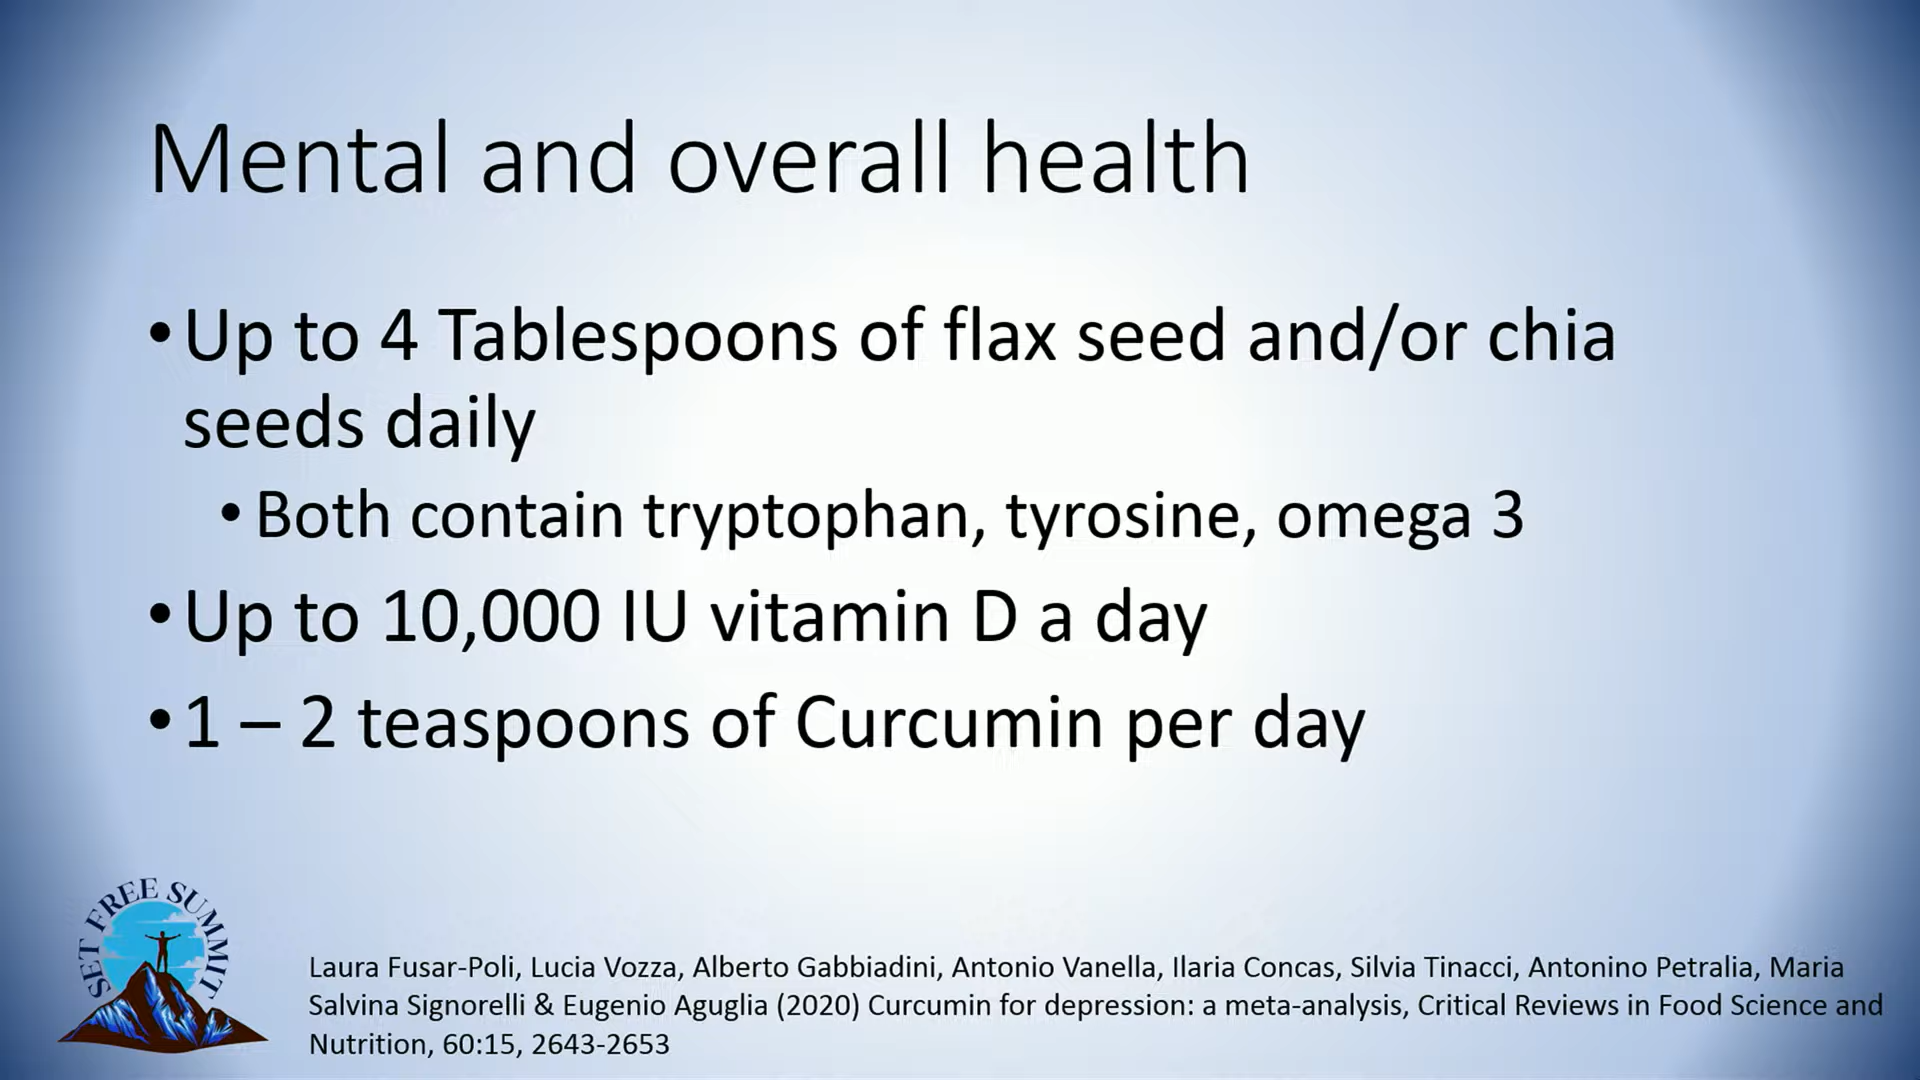 Mental and overall health
•Up to 4 Tablespoons of flax seed and/or chia
seeds daily
•Both contain tryptophan, tyrosine, omega 3
•Up to 10,000 IU vitamin D a day
•1 – 2 teaspoons of Curcumin per day
SET FREE SUMMIT
Laura Fusar-Poli, Lucia Vozza, Alberto Gabbiadini, Antonio Vanella, Ilaria Concas, Silvia Tinacci, Antonino Petralia, Maria
Salvina Signorelli & Eugenio Aguglia (2020) Curcumin for depression: a meta-analysis, Critical Reviews in Food Science and
Nutrition, 60:15, 2643-2653